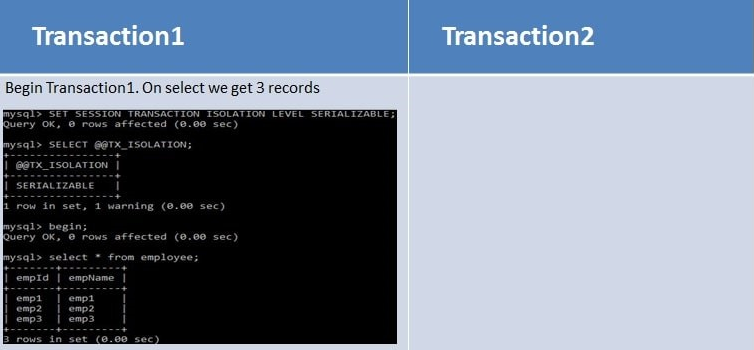 Transaction1
Transaction2
Begin Transaction1. On select we get 3 records
mysql> SET SESSION TRANSACTION ISOLATION LEVEL SERIALIZABLE;
Query OK, 0 rows affected (0.00 sec)
mysql> SELECT @@TX_ISOLATION;
+----------------+
| @@TX_ISOLATION |
+----------------+
| SERIALIZABLE   |
+----------------+
1 row in set, 1 warning (0.00 sec)
mysql> begin;
Query OK, 0 rows affected (0.00 sec)
mysql> select * from employee;
+-------+---------+
| empId | empName |
+-------+---------+
| emp1  | emp1    |
| emp2  | emp2    |
| emp3  | emp3    |
+-------+---------+
3 rows in set (0.00 sec)